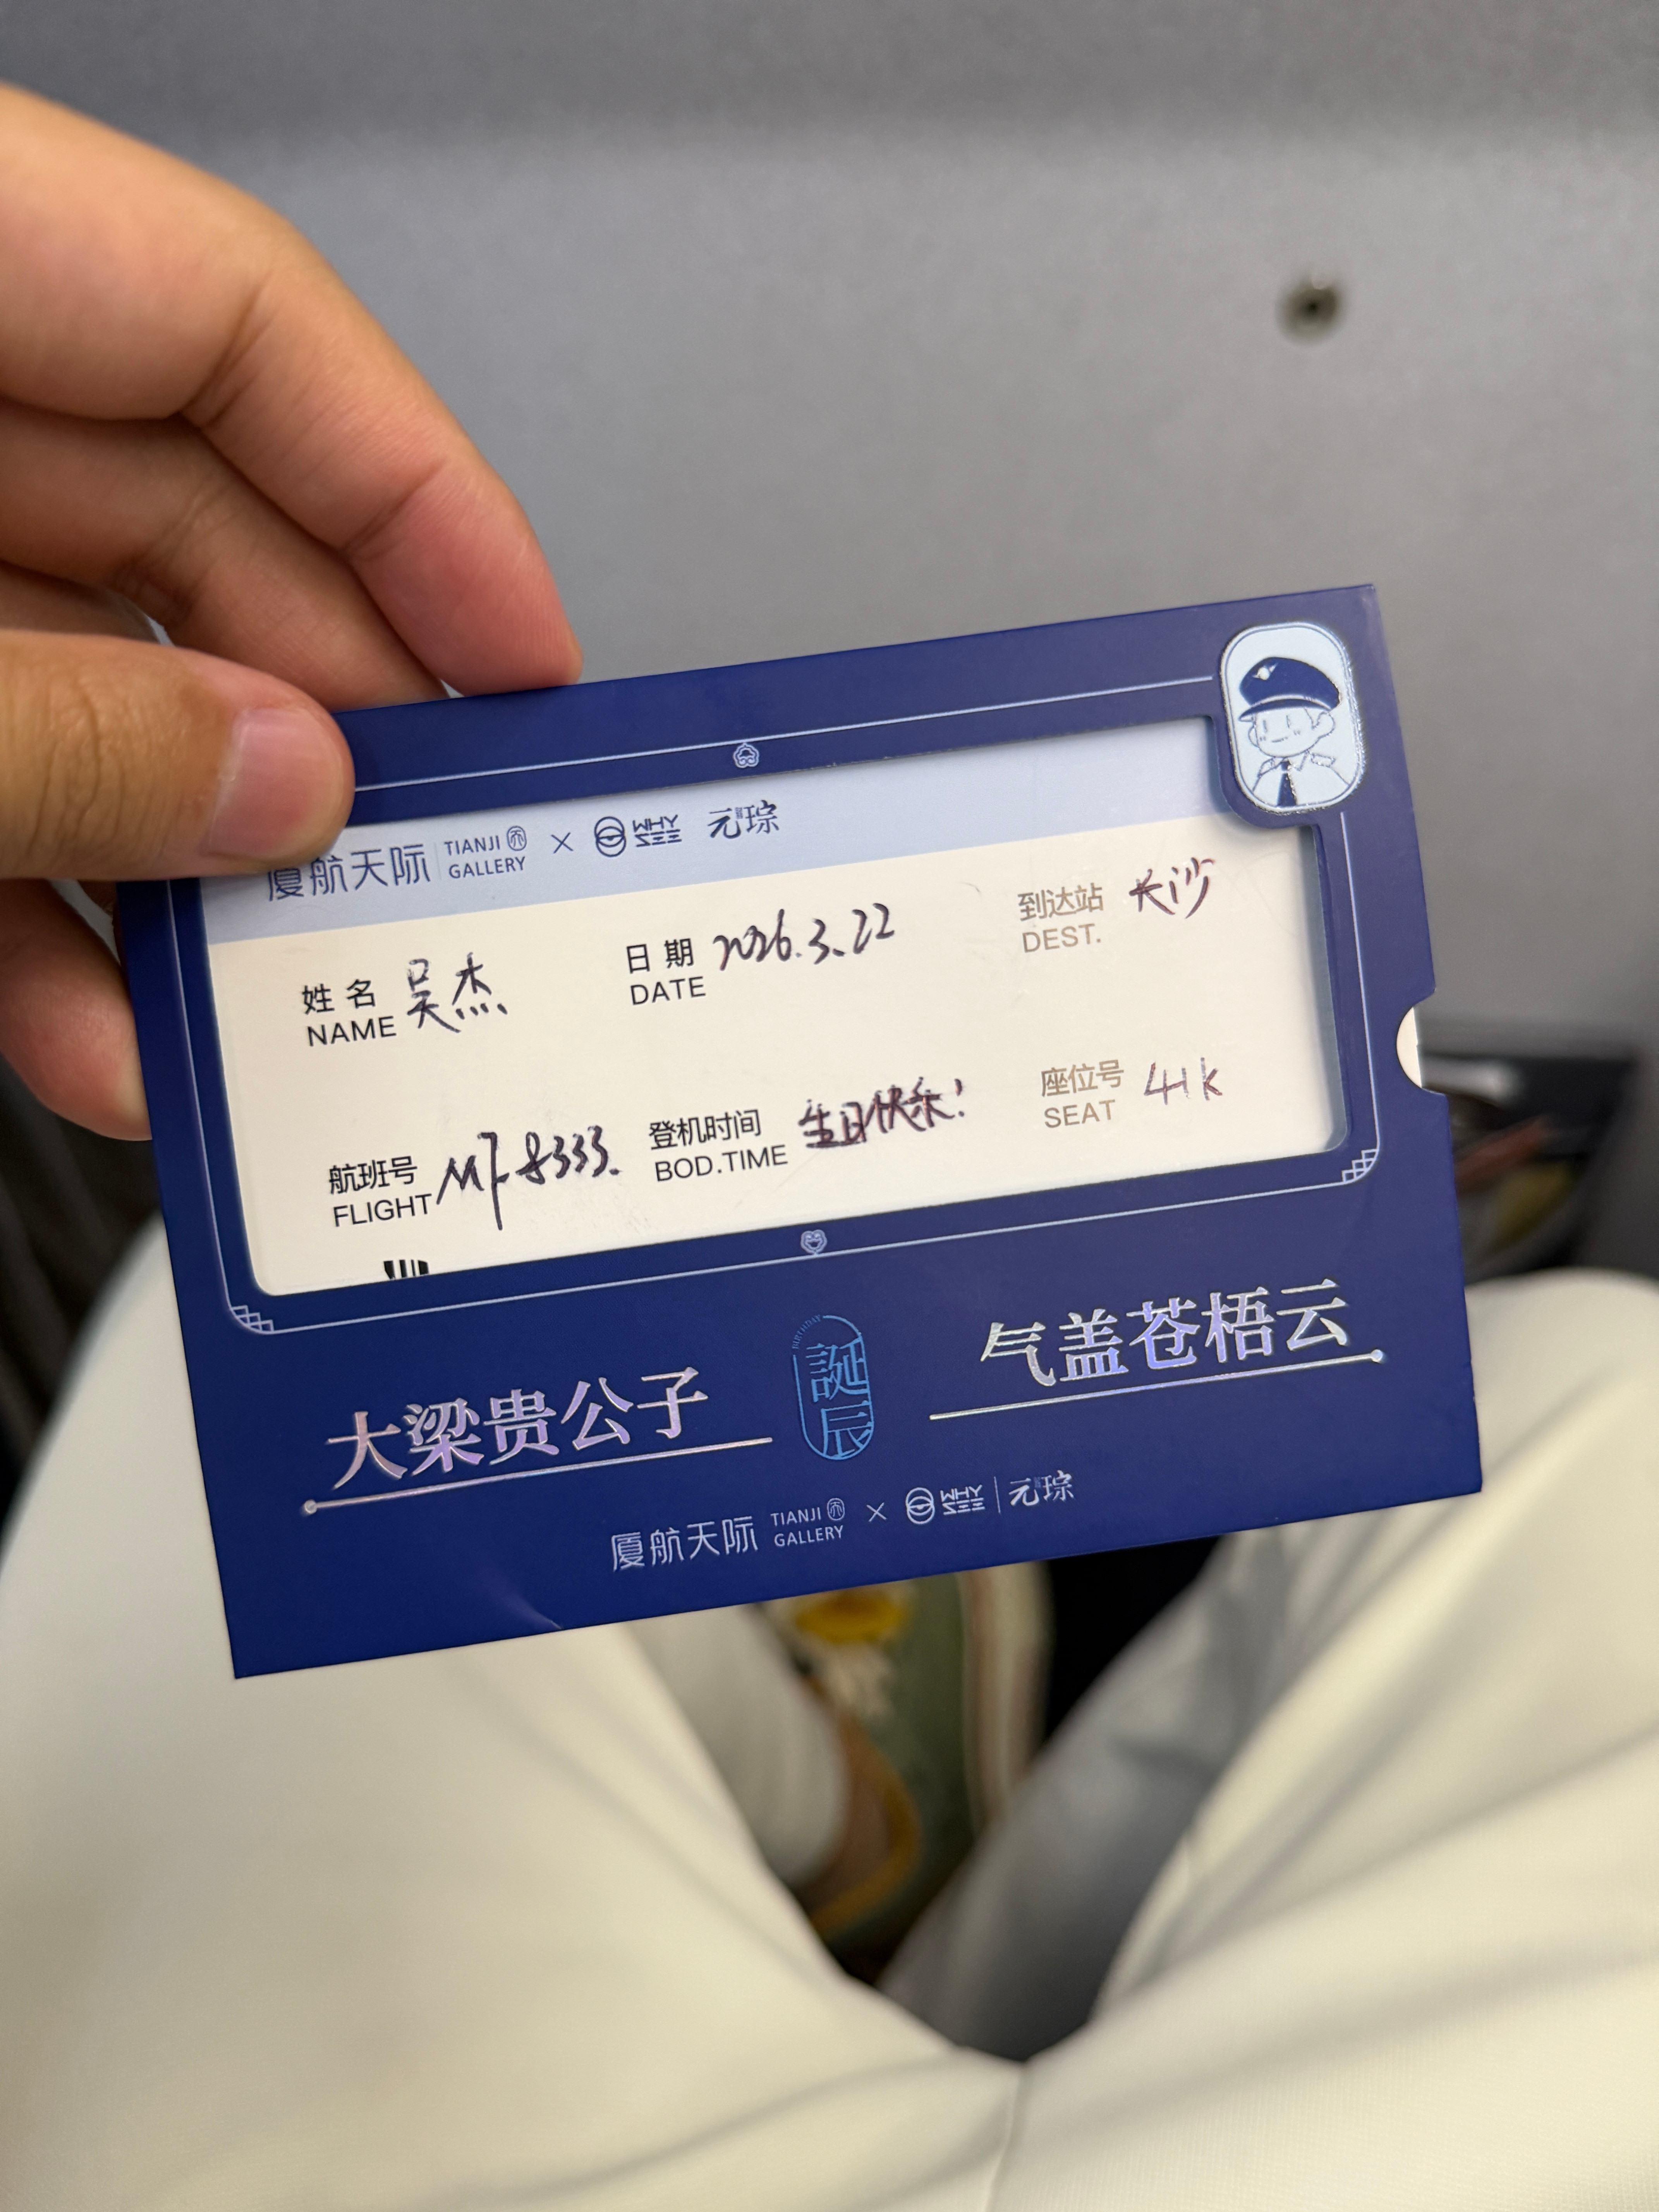 厦航天际 TIANJI GALLERY × WHY SEE 元琮
姓名 NAME 吴杰
日期 DATE 2026.3.22
到达站 DEST. 长沙
航班号 FLIGHT MF8333.
登机时间 BOD.TIME 生日快乐!
座位号 SEAT 41K
大梁贵公子
BIRTHDAY
誕辰
气盖苍梧云
厦航天际 TIANJI GALLERY × WHY SEE 元琮